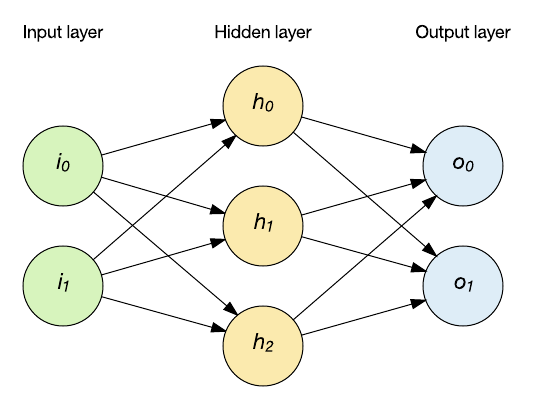 Input layer
Hidden layer
Output layer
h0
i0
o0
h1
i1
o1
h2